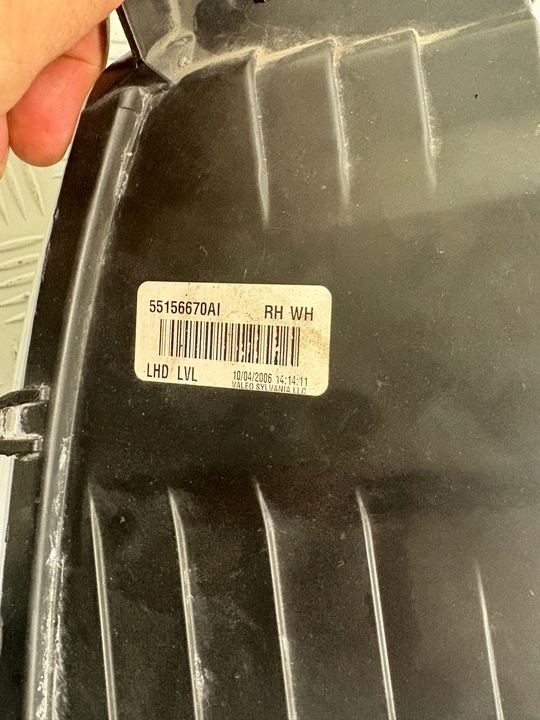 55156670AI RH WH
LHD LVL 10/04/2006 14:14:11
VALEO SYLVANIA LLC